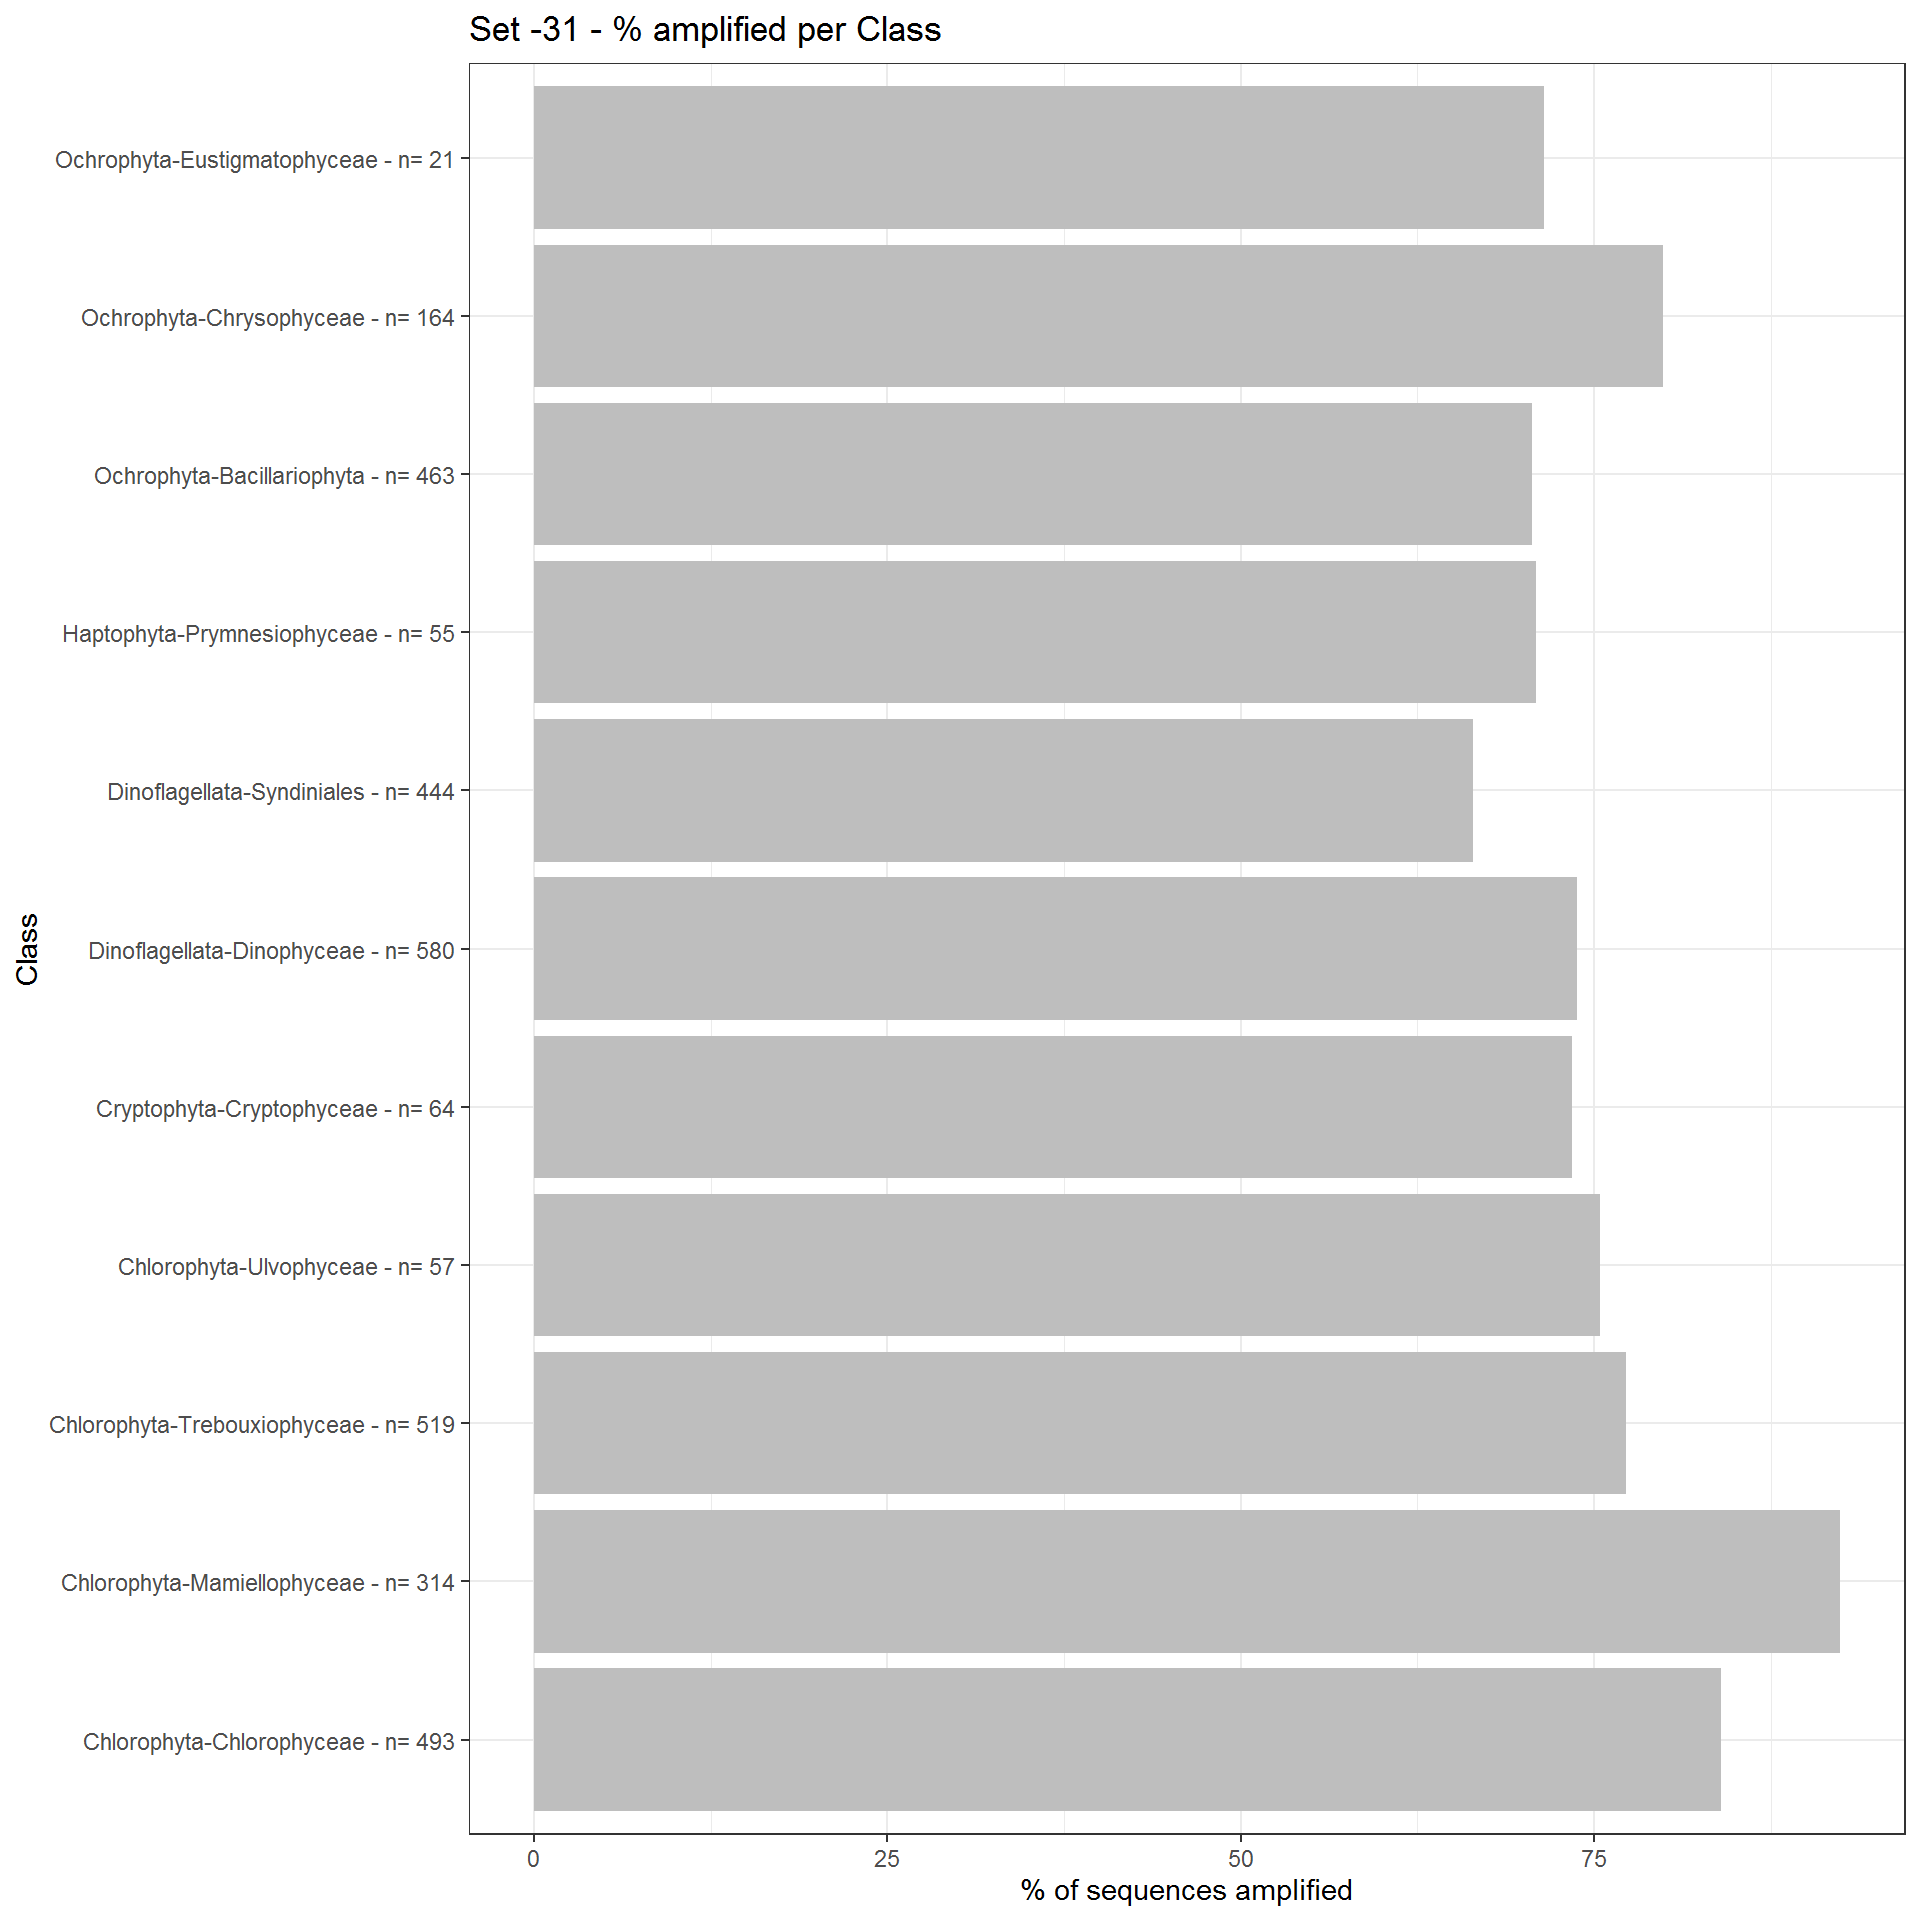 Set -31 - % amplified per Class
Ochrophyta-Eustigmatophyceae - n= 21
Ochrophyta-Chrysophyceae - n= 164
Ochrophyta-Bacillariophyta - n= 463
Haptophyta-Prymnesiophyceae - n= 55
Dinoflagellata-Syndiniales - n= 444
Dinoflagellata-Dinophyceae - n= 580
Cryptophyta-Cryptophyceae - n= 64
Chlorophyta-Ulvophyceae - n= 57
Chlorophyta-Trebouxiophyceae - n= 519
Chlorophyta-Mamiellophyceae - n= 314
Chlorophyta-Chlorophyceae - n= 493
Class
0 25 50 75
% of sequences amplified